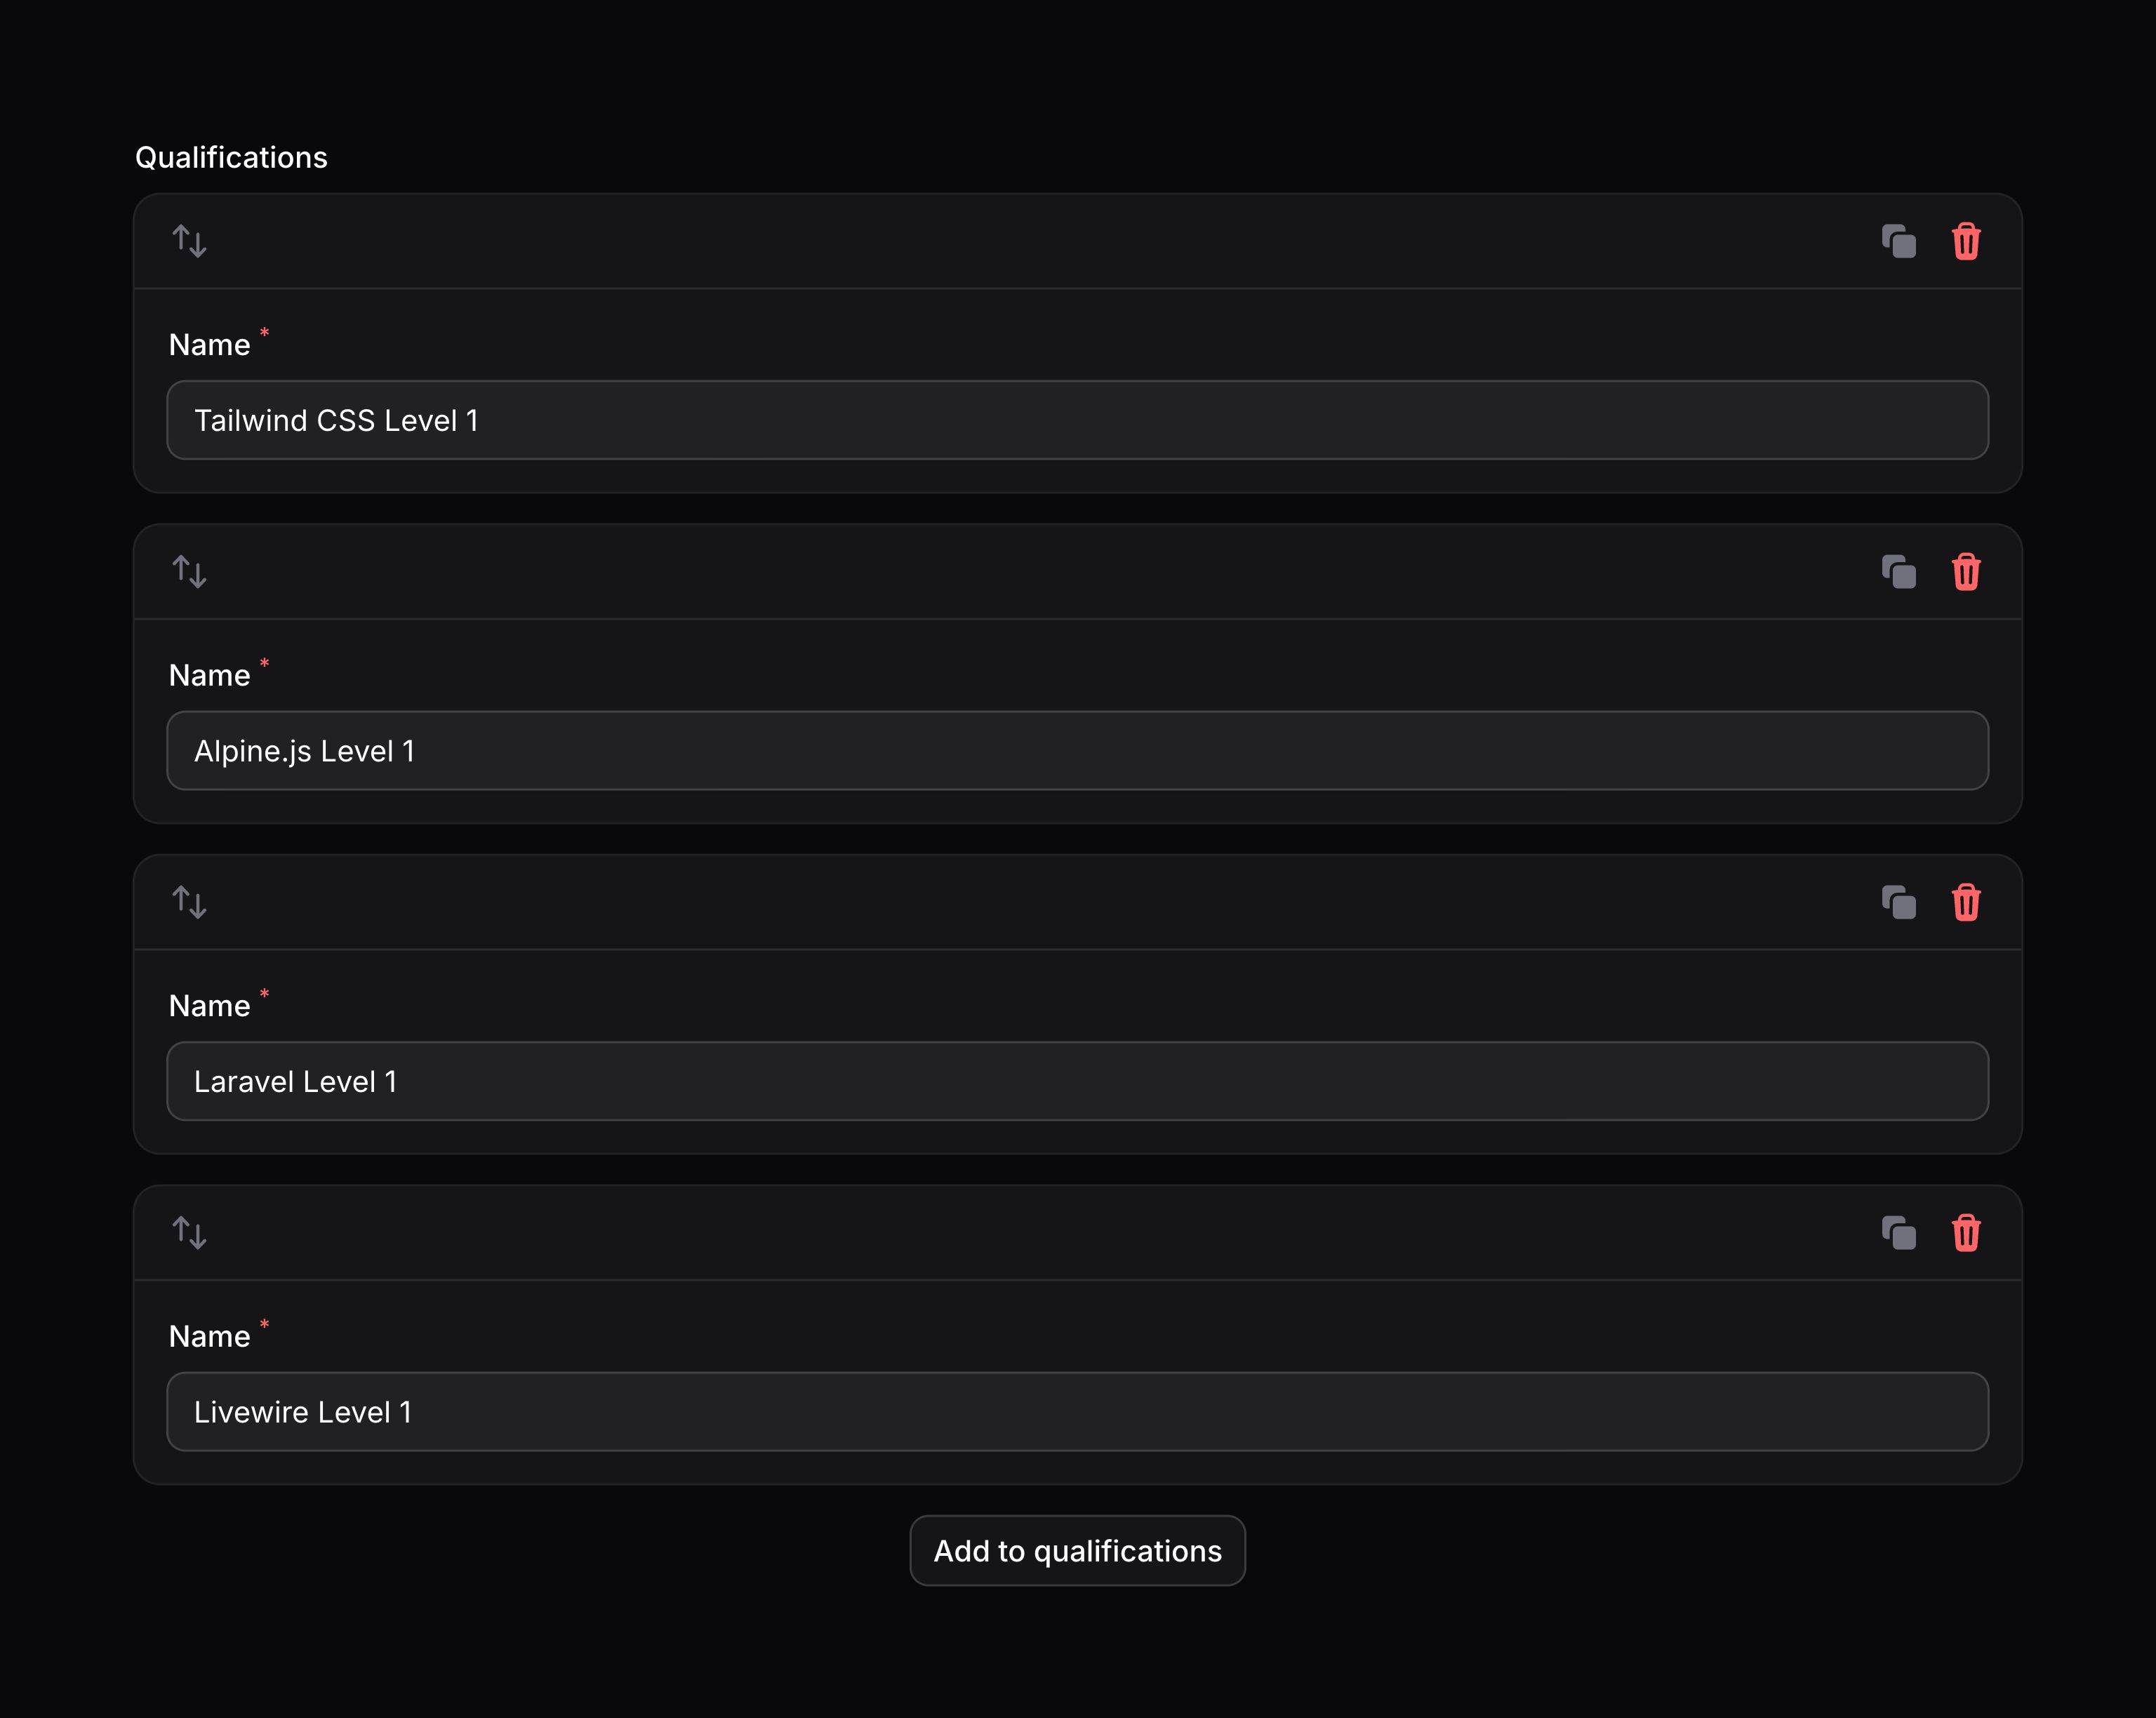 Qualifications
Name *
Tailwind CSS Level 1
Name *
Alpine.js Level 1
Name *
Laravel Level 1
Name *
Livewire Level 1
Add to qualifications